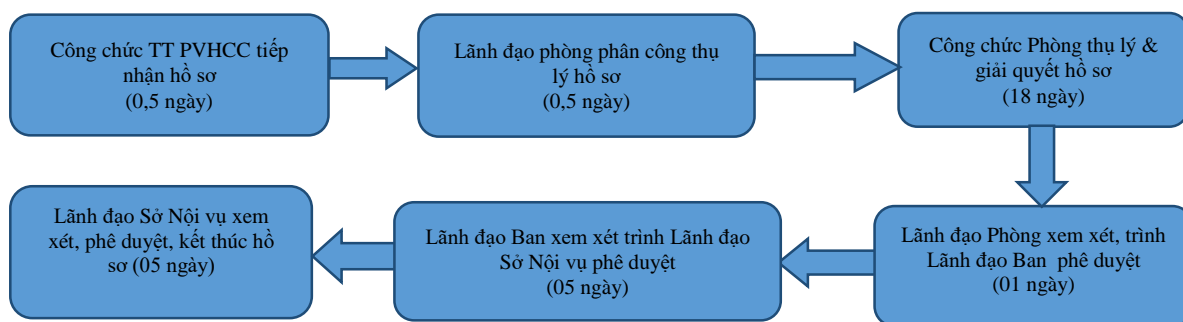 Công chức TT PVHCC tiếp
nhận hồ sơ
(0,5 ngày)
Lãnh đạo phòng phân công thụ
lý hồ sơ
(0,5 ngày)
Công chức Phòng thụ lý &
giải quyết hồ sơ
(18 ngày)
Lãnh đạo Phòng xem xét, trình
Lãnh đạo Ban phê duyệt
(01 ngày)
Lãnh đạo Ban xem xét trình Lãnh đạo
Sở Nội vụ phê duyệt
(05 ngày)
Lãnh đạo Sở Nội vụ xem
xét, phê duyệt, kết thúc hồ
sơ (05 ngày)